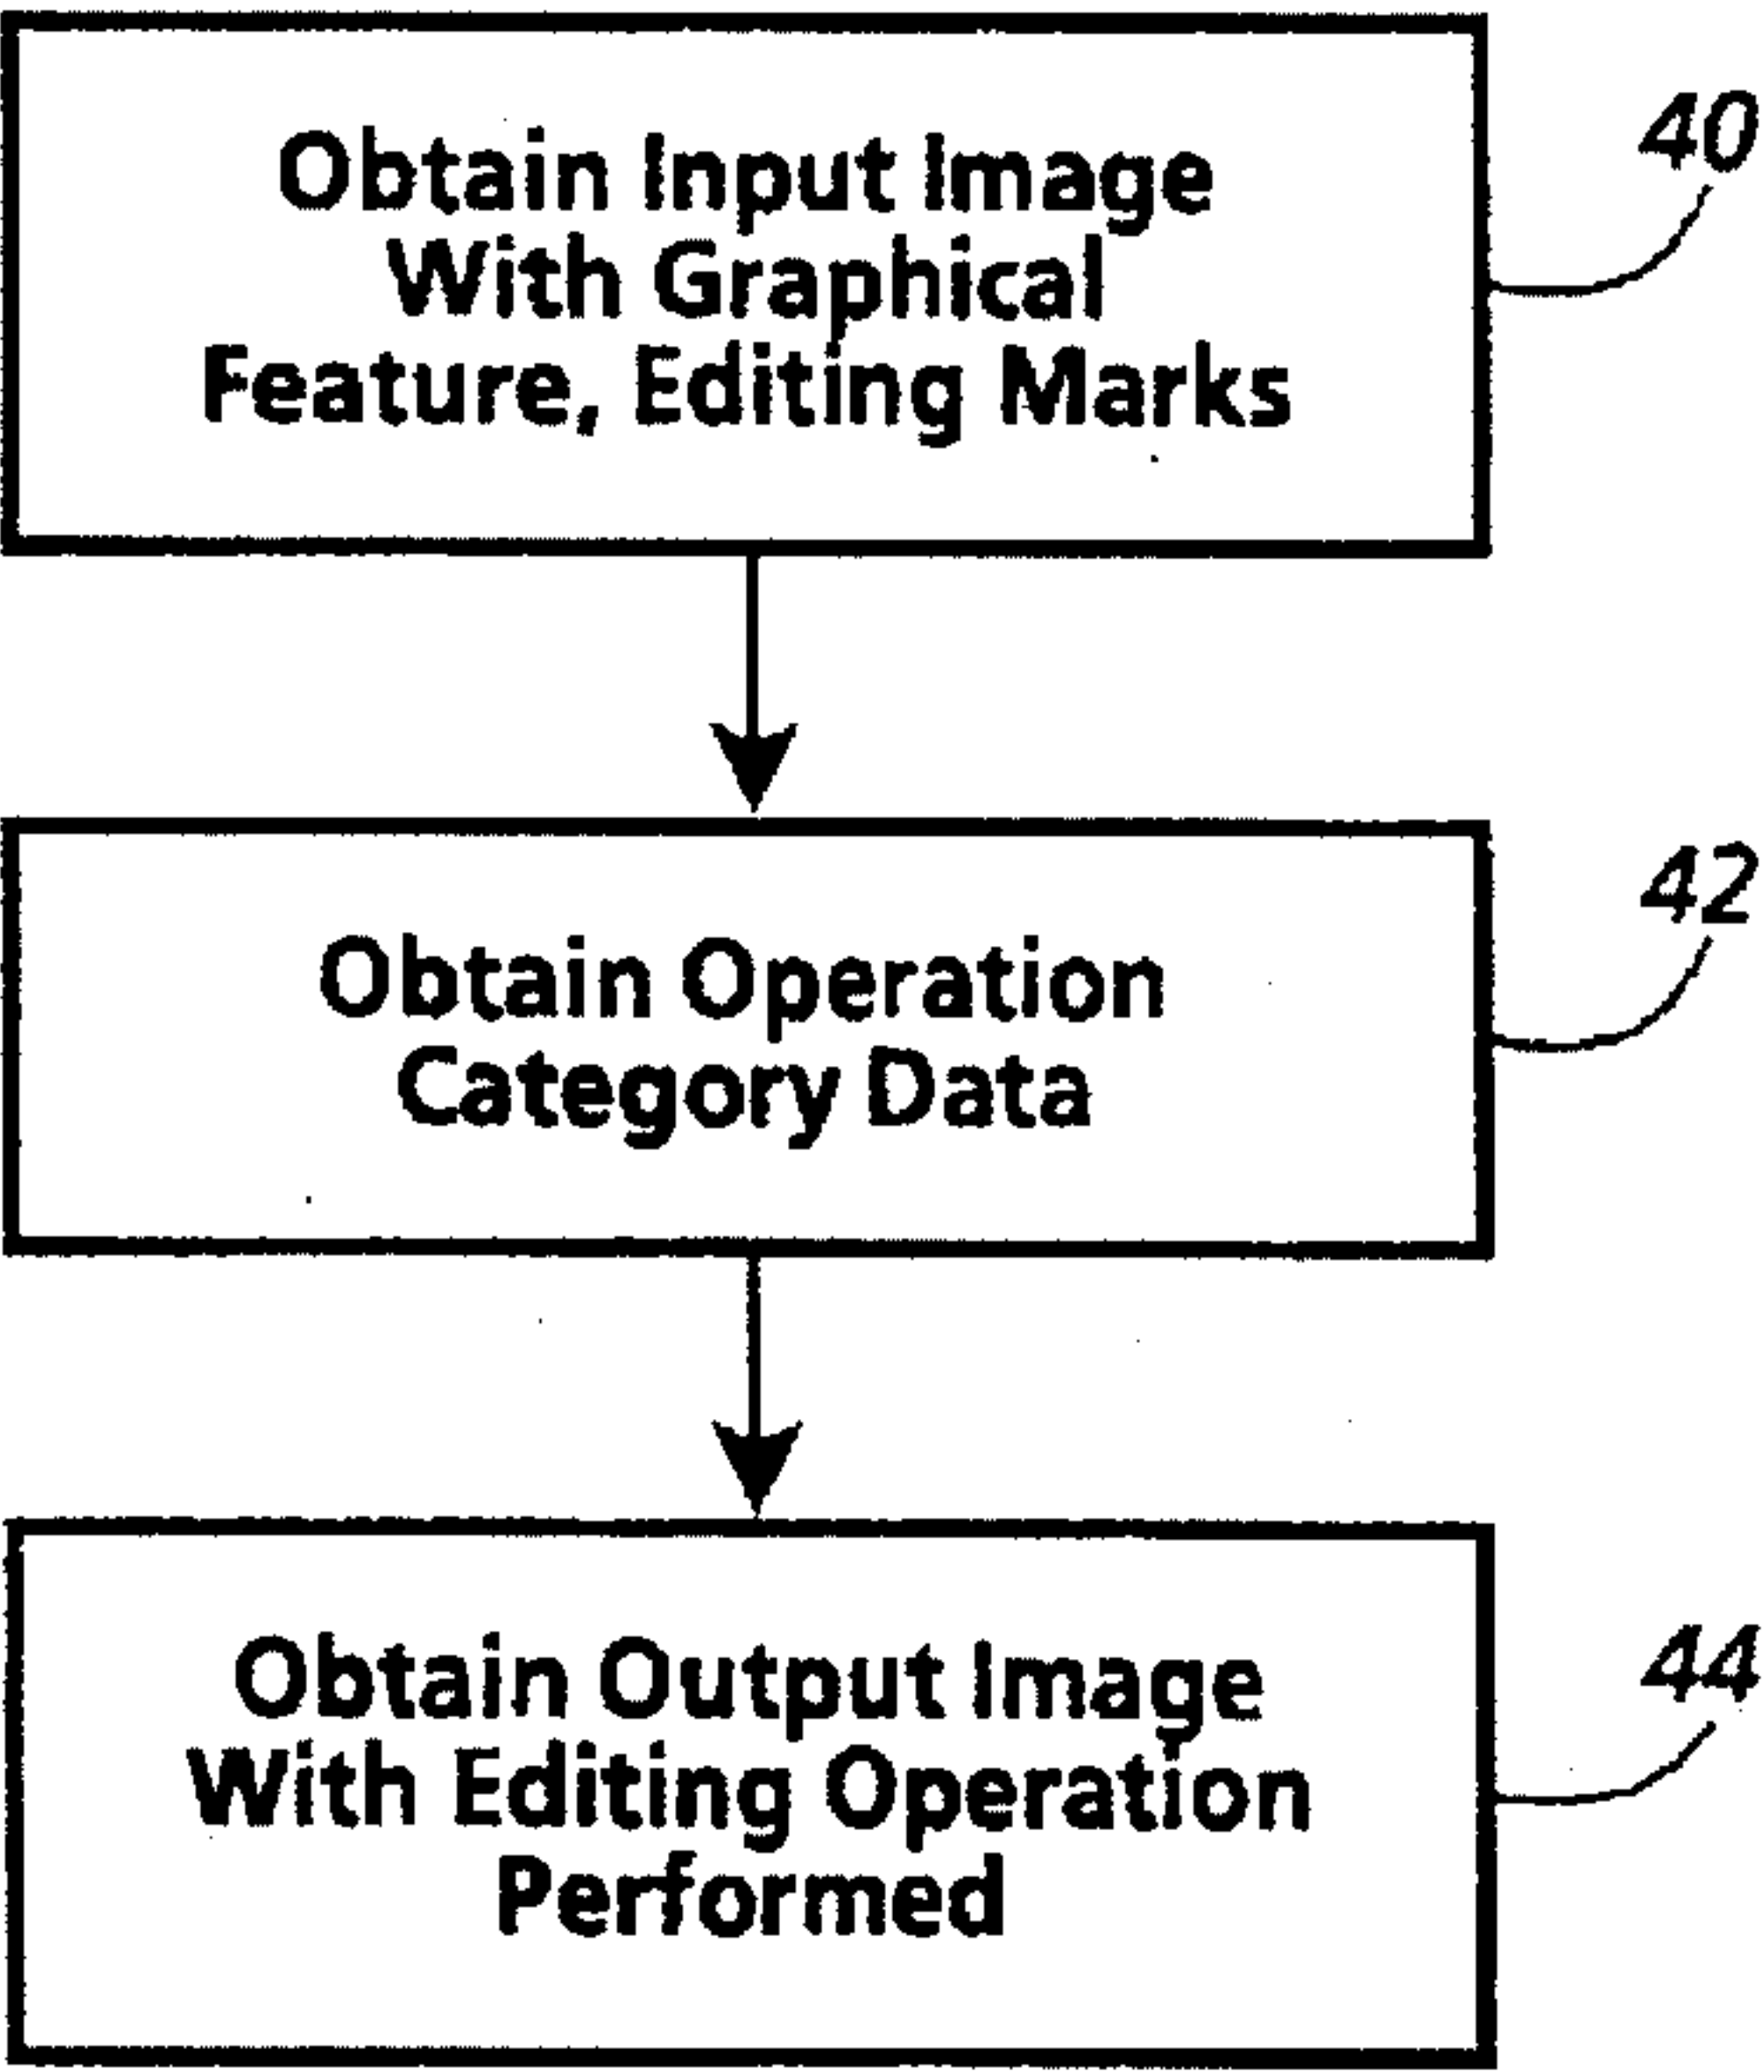 Obtain Input Image
With Graphical
Feature, Editing Marks
40
Obtain Operation
Category Data
42
Obtain Output Image
With Editing Operation
Performed
44